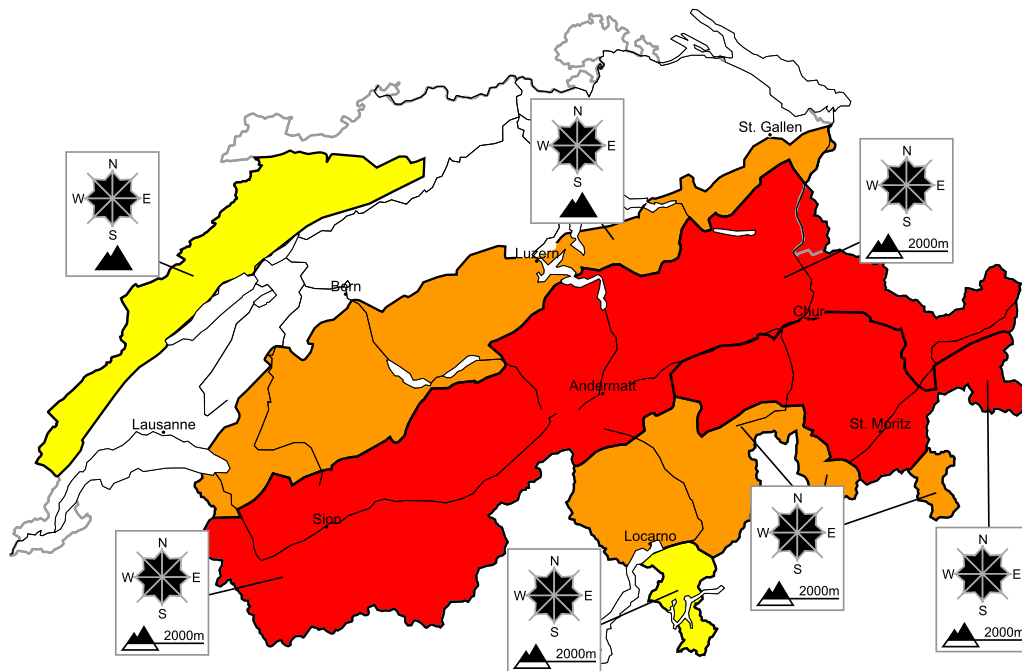 St. Gallen
N
W E
S
N
W E
S
2000m
N
W E
S
Luzern
Bern
Chur
Andermatt
Lausanne
St. Moritz
Sion
Locarno
N
W E
S
2000m
N
W E
S
2000m
N
W E
S
2000m
N
W E
S
2000m